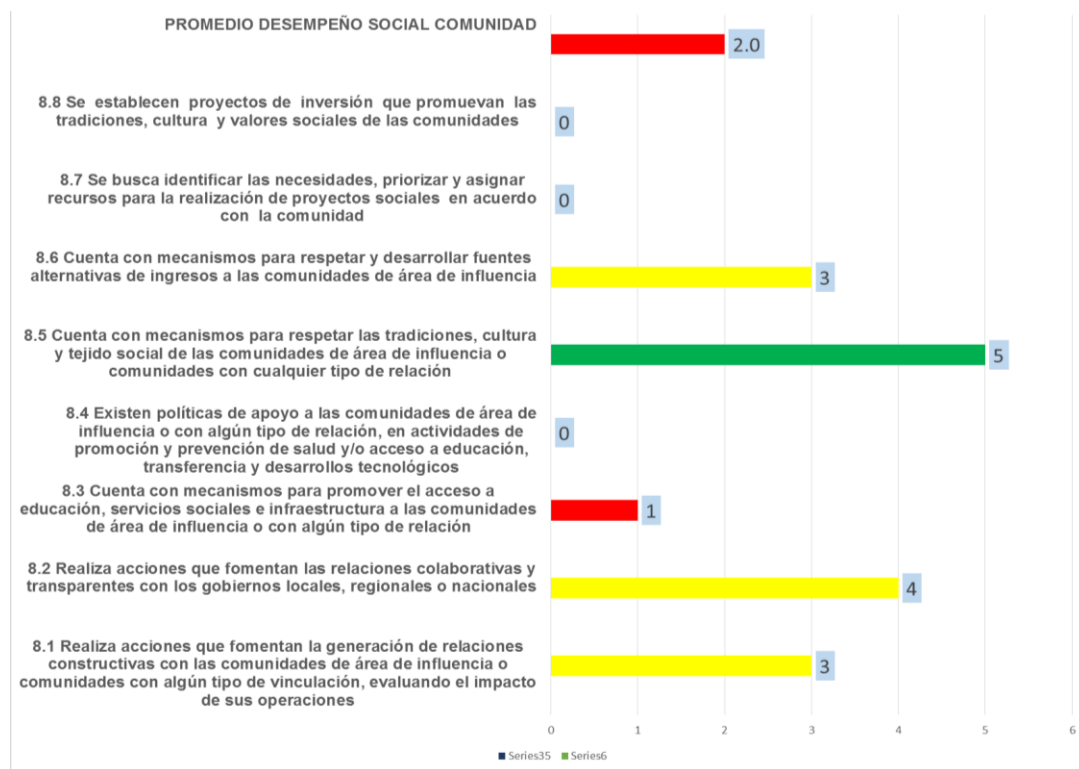 PROMEDIO DESEMPEÑO SOCIAL COMUNIDAD
2.0
8.8 Se establecen proyectos de inversión que promuevan las
tradiciones, cultura y valores sociales de las comunidades
0
8.7 Se busca identificar las necesidades, priorizar y asignar
recursos para la realización de proyectos sociales en acuerdo
con la comunidad
0
8.6 Cuenta con mecanismos para respetar y desarrollar fuentes
alternativas de ingresos a las comunidades de área de influencia
3
8.5 Cuenta con mecanismos para respetar las tradiciones, cultura
y tejido social de las comunidades de área de influencia o
comunidades con cualquier tipo de relación
5
8.4 Existen políticas de apoyo a las comunidades de área de
influencia o con algún tipo de relación, en actividades de
promoción y prevención de salud y/o acceso a educación,
transferencia y desarrollos tecnológicos
0
8.3 Cuenta con mecanismos para promover el acceso a
educación, servicios sociales e infraestructura a las comunidades
de área de influencia o con algún tipo de relación
1
8.2 Realiza acciones que fomentan las relaciones colaborativas y
transparentes con los gobiernos locales, regionales o nacionales
4
8.1 Realiza acciones que fomentan la generación de relaciones
constructivas con las comunidades de área de influencia o
comunidades con algún tipo de vinculación, evaluando el impacto
de sus operaciones
3
0 1 2 3 4 5 6
Series35 Series6